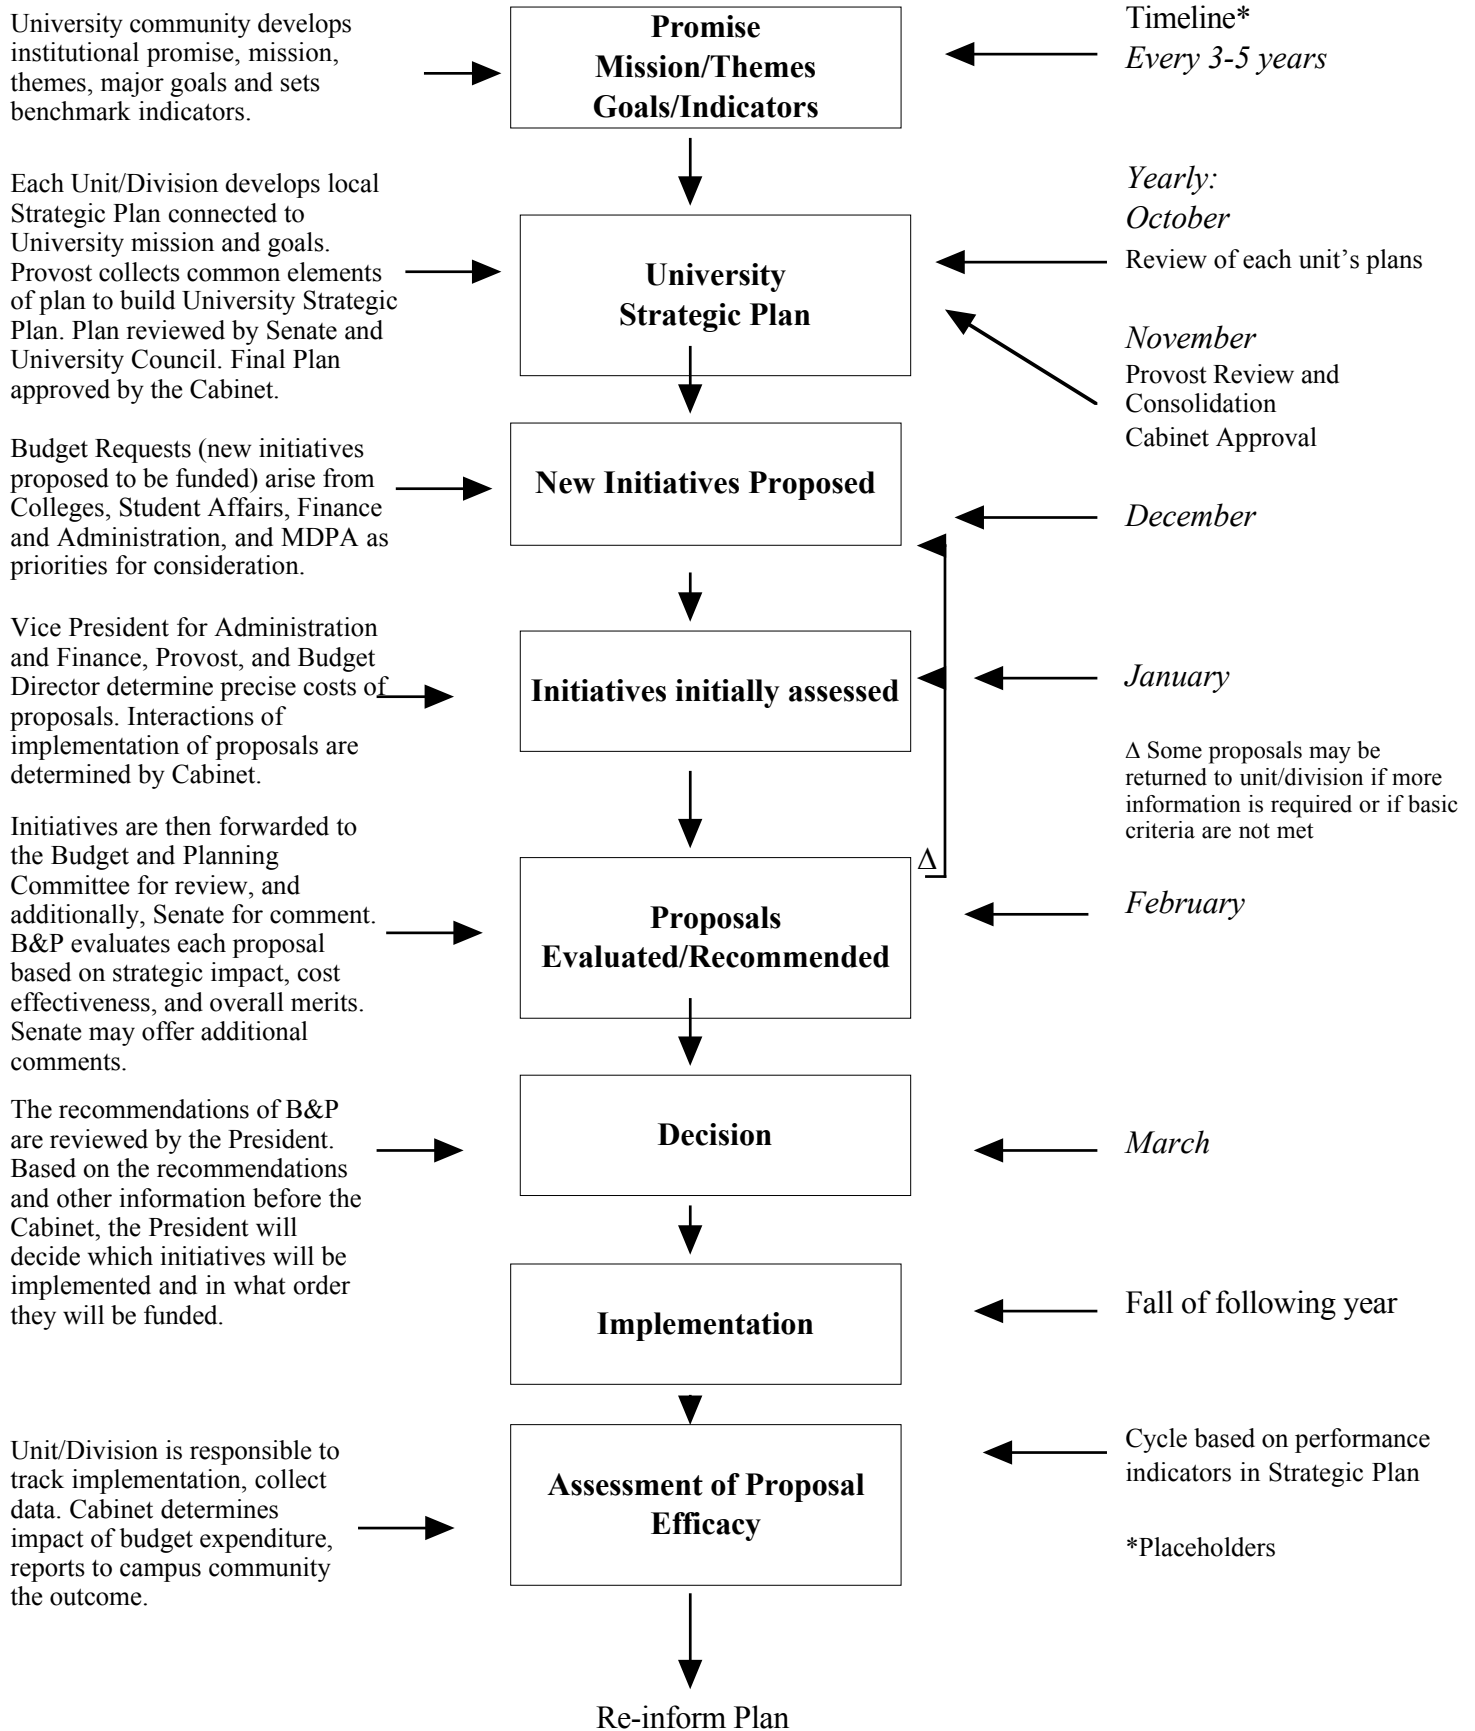 University community develops
institutional promise, mission,
themes, major goals and sets
benchmark indicators.
Promise
Mission/Themes
Goals/Indicators
Timeline*
Every 3-5 years
Each Unit/Division develops local
Strategic Plan connected to
University mission and goals.
Provost collects common elements
of plan to build University Strategic
Plan. Plan reviewed by Senate and
University Council. Final Plan
approved by the Cabinet.
University
Strategic Plan
Yearly:
October
Review of each unit’s plans
November
Provost Review and
Consolidation
Cabinet Approval
Budget Requests (new initiatives
proposed to be funded) arise from
Colleges, Student Affairs, Finance
and Administration, and MDPA as
priorities for consideration.
New Initiatives Proposed
December
Vice President for Administration
and Finance, Provost, and Budget
Director determine precise costs of
proposals. Interactions of
implementation of proposals are
determined by Cabinet.
Initiatives initially assessed
January
Δ Some proposals may be
returned to unit/division if more
information is required or if basic
criteria are not met
Initiatives are then forwarded to
the Budget and Planning
Committee for review, and
additionally, Senate for comment.
B&P evaluates each proposal
based on strategic impact, cost
effectiveness, and overall merits.
Senate may offer additional
comments.
Δ
Proposals
Evaluated/Recommended
February
The recommendations of B&P
are reviewed by the President.
Based on the recommendations
and other information before the
Cabinet, the President will
decide which initiatives will be
implemented and in what order
they will be funded.
Decision
March
Implementation
Fall of following year
Unit/Division is responsible to
track implementation, collect
data. Cabinet determines
impact of budget expenditure,
reports to campus community
the outcome.
Assessment of Proposal
Efficacy
Cycle based on performance
indicators in Strategic Plan
*Placeholders
Re-inform Plan